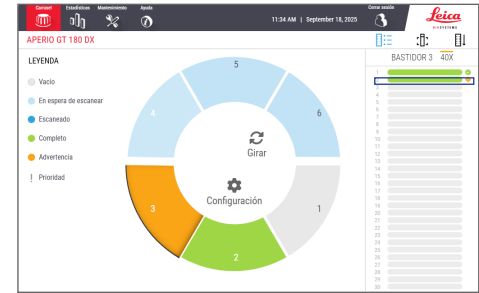 Carrusel Estadísticas Mantenimiento Ayuda
11:34 AM | September 18, 2025
Cerrar sesión
Leica
BIOSYSTEMS
APERIO GT 180 DX
LEYENDA
Vacío
En espera de escanear
Escaneado
Completo
Advertencia
! Prioridad
5
4
6
Girar
Configuración
3
1
2
BASTIDOR 3 40X
1
2
3
4
5
6
7
8
9
10
11
12
13
14
15
16
17
18
19
20
21
22
23
24
25
26
27
28
29
30